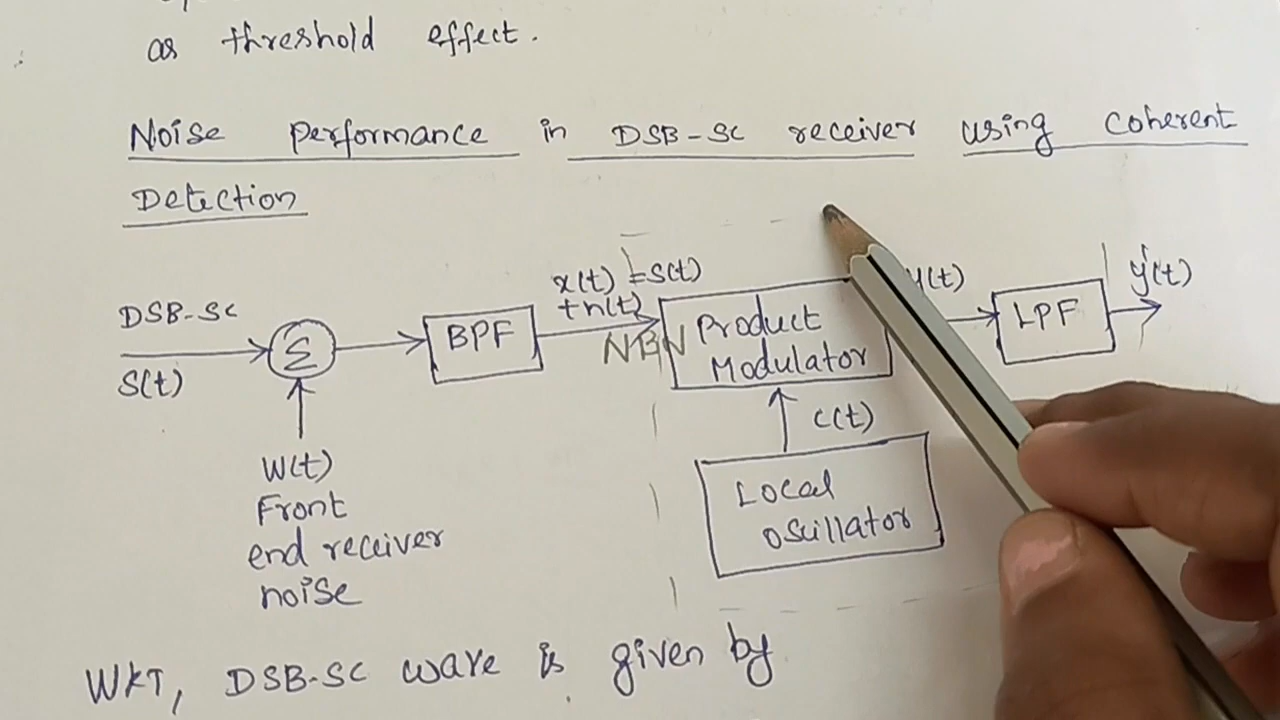 as threshold effect.
Noise performance in DSB-SC receiver using Coherent
Detection
DSB-SC
S(t)
Σ
W(t)
Front
end receiver
noise
BPF
x(t) = S(t)
+n(t)
NBN
Product
Modulator
y(t)
LPF
y'(t)
C(t)
Local
oscillator
WKT, DSB-SC wave is given by